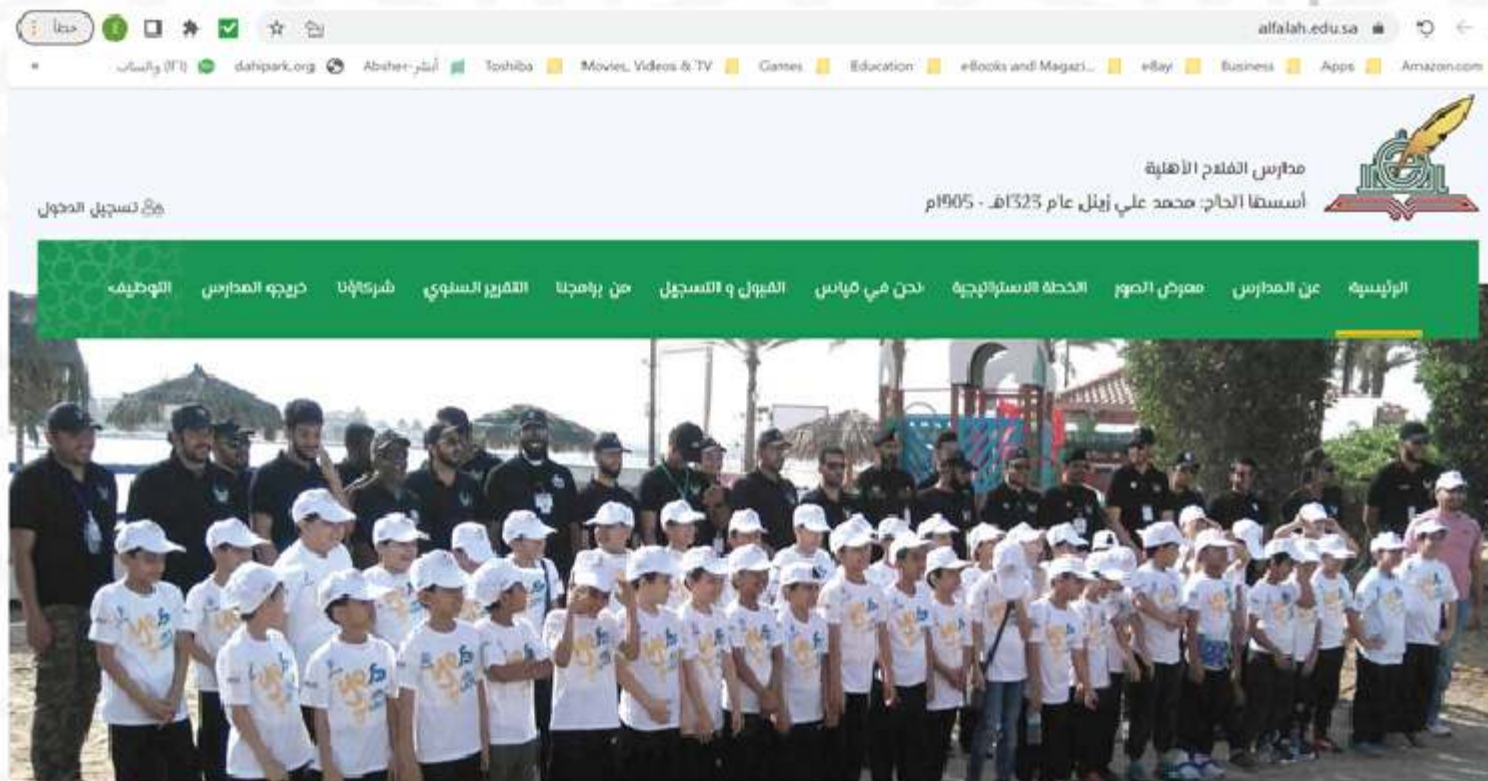 خطأ
alfalah.edu.sa
Amazon.com Apps Business eBay eBooks and Magazi... Education Games Movies, Videos & TV Toshiba Absher-أبشر dahipark.org
مدارس الفلاح الأهلية
أسسها الحاج: محمد علي زينل عام 1323هـ - 1905م
تسجيل الدخول
الرئيسية عن المدارس معرض الصور الخطة الاستراتيجية نحن في قياس القبول و التسجيل من برامجنا التقرير السنوي شركاؤنا خريجو المدارس التوظيف